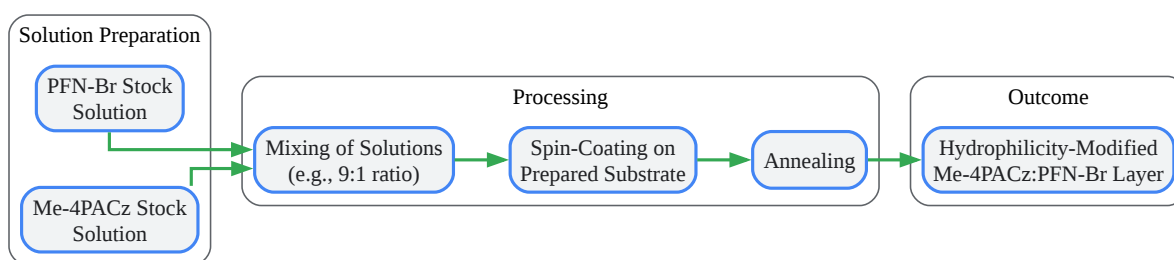 Solution Preparation
PFN-Br Stock
Solution
Me-4PACz Stock
Solution
Processing
Mixing of Solutions
(e.g., 9:1 ratio)
Spin-Coating on
Prepared Substrate
Annealing
Outcome
Hydrophilicity-Modified
Me-4PACz:PFN-Br Layer